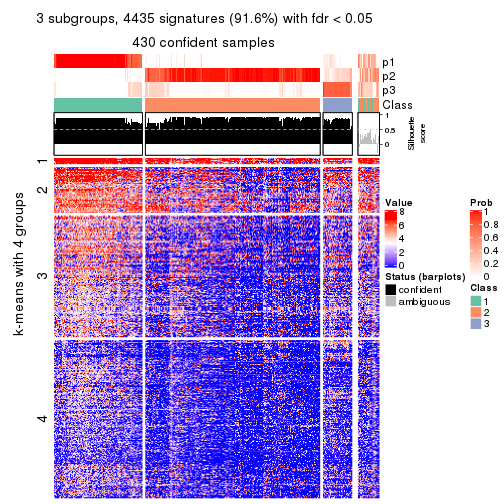 3 subgroups, 4435 signatures (91.6%) with fdr < 0.05
430 confident samples
p1
p2
p3
Class
1
0.5
0
Silhouette
score
k-means with 4 groups
1
2
3
4
Value
8
6
4
2
0
Status (barplots)
confident
ambiguous
Prob
1
0.8
0.6
0.4
0.2
0
Class
1
2
3